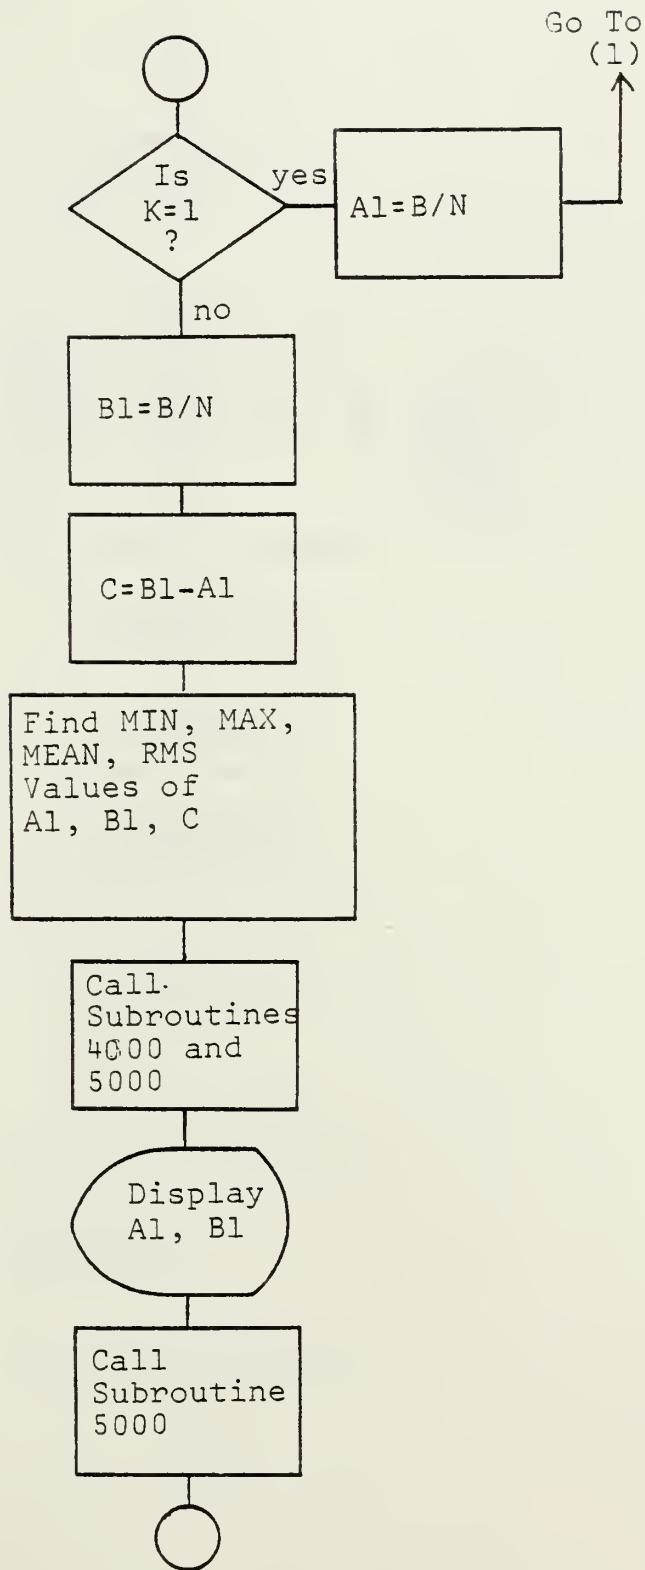 Go To
(1)
Is
K=1
?
yes
A1=B/N
no
B1=B/N
C=B1-A1
Find MIN, MAX,
MEAN, RMS
Values of
A1, B1, C
Call
Subroutines
4000 and
5000
Display
A1, B1
Call
Subroutine
5000